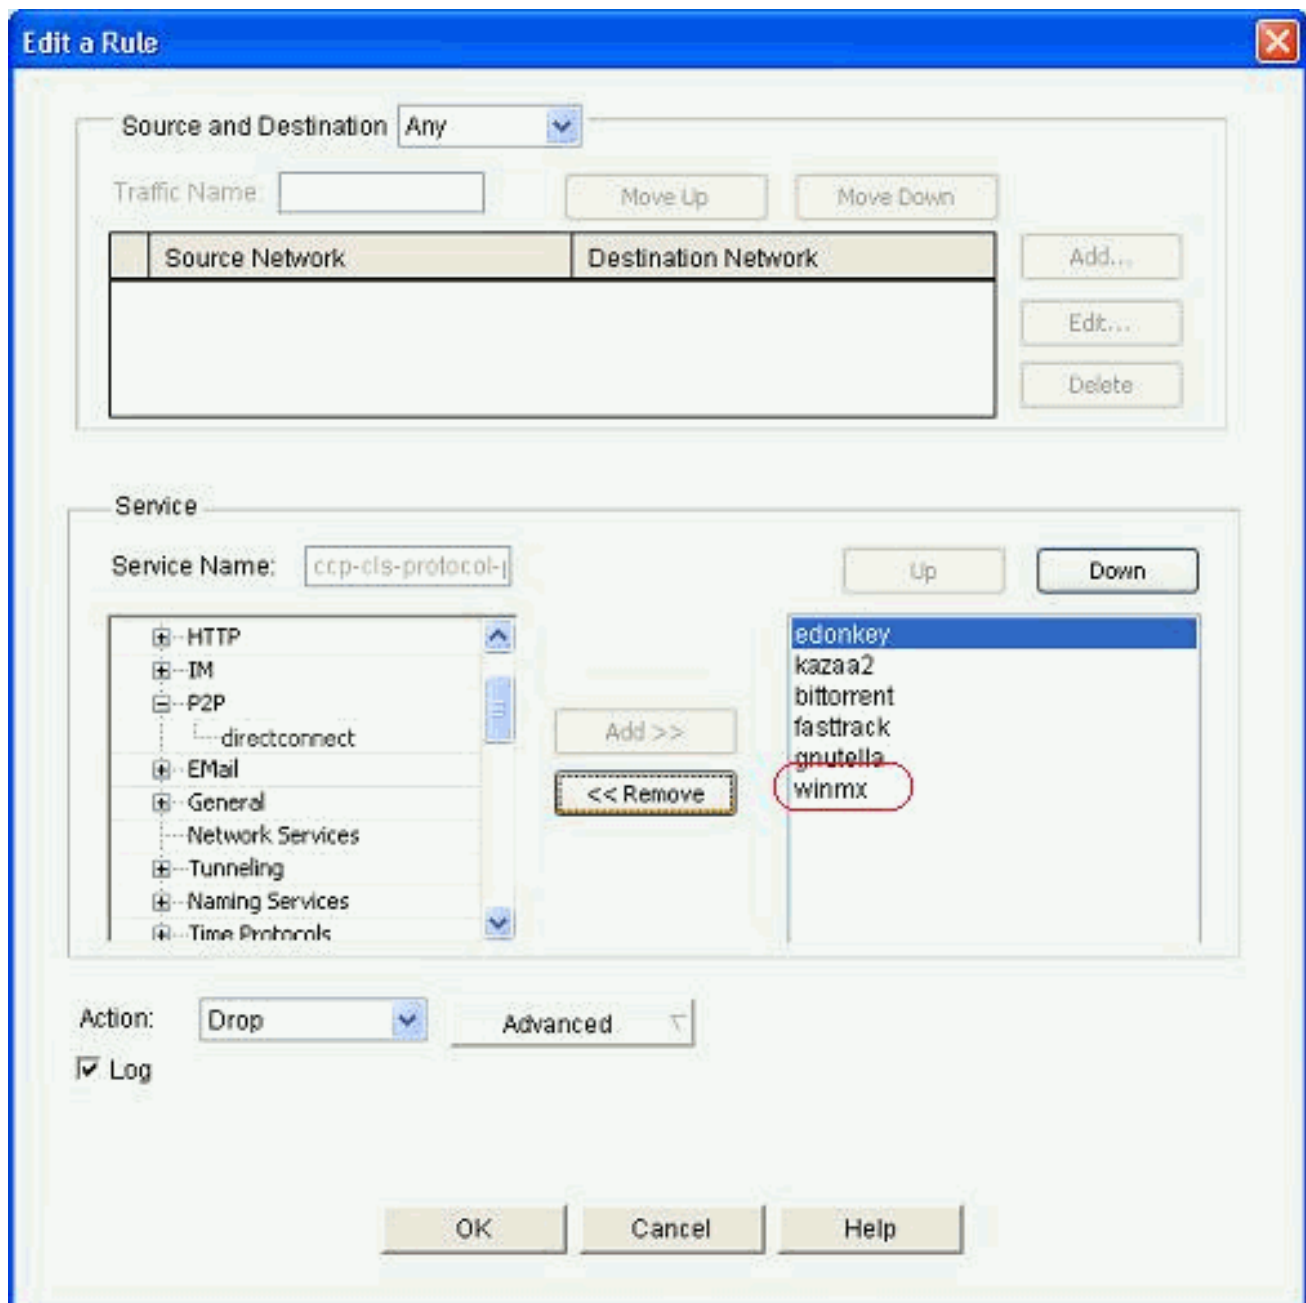 Edit a Rule
Source and Destination Any
Traffic Name: Move Up Move Down
Source Network Destination Network Add...
Edit...
Delete
Service
Service Name: ccp-cls-protocol-p Up Down
HTTP
IM
P2P
directconnect
EMail
General
Network Services
Tunneling
Naming Services
Time Protocols
Add >>
<< Remove
edonkey
kazaa2
bittorrent
fasttrack
gnutella
winmx
Action: Drop Advanced
Log
OK Cancel Help